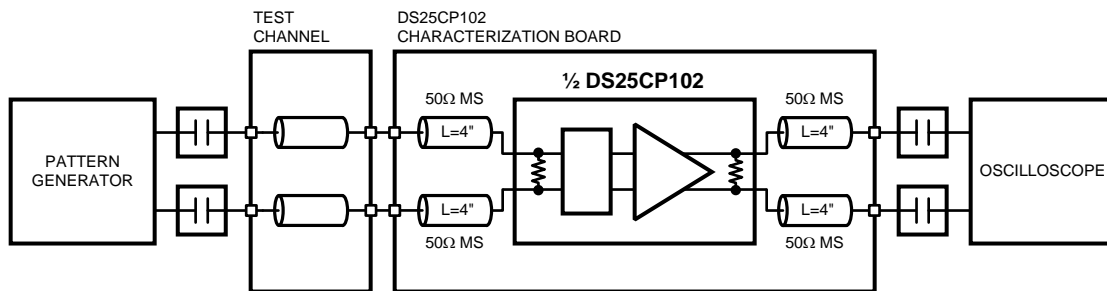 TEST
CHANNEL
DS25CP102
CHARACTERIZATION BOARD
½ DS25CP102
50Ω MS
50Ω MS
L=4"
L=4"
PATTERN
GENERATOR
OSCILLOSCOPE
L=4"
L=4"
50Ω MS
50Ω MS